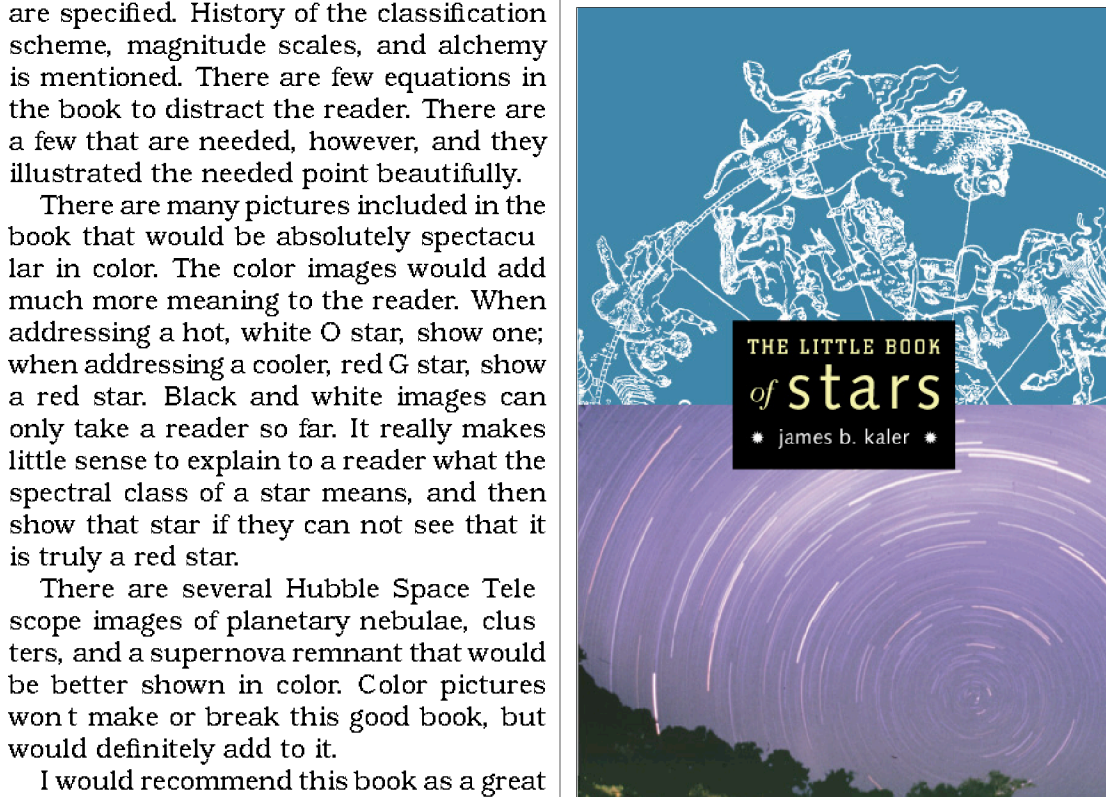 are specified. History of the classification
scheme, magnitude scales, and alchemy
is mentioned. There are few equations in
the book to distract the reader. There are
a few that are needed, however, and they
illustrated the needed point beautifully.
There are many pictures included in the
book that would be absolutely spectacu
lar in color. The color images would add
much more meaning to the reader. When
addressing a hot, white O star, show one;
when addressing a cooler, red G star, show
a red star. Black and white images can
only take a reader so far. It really makes
little sense to explain to a reader what the
spectral class of a star means, and then
show that star if they can not see that it
is truly a red star.
There are several Hubble Space Tele
scope images of planetary nebulae, clus
ters, and a supernova remnant that would
be better shown in color. Color pictures
won t make or break this good book, but
would definitely add to it.
I would recommend this book as a great
THE LITTLE BOOK
of stars
james b. kaler